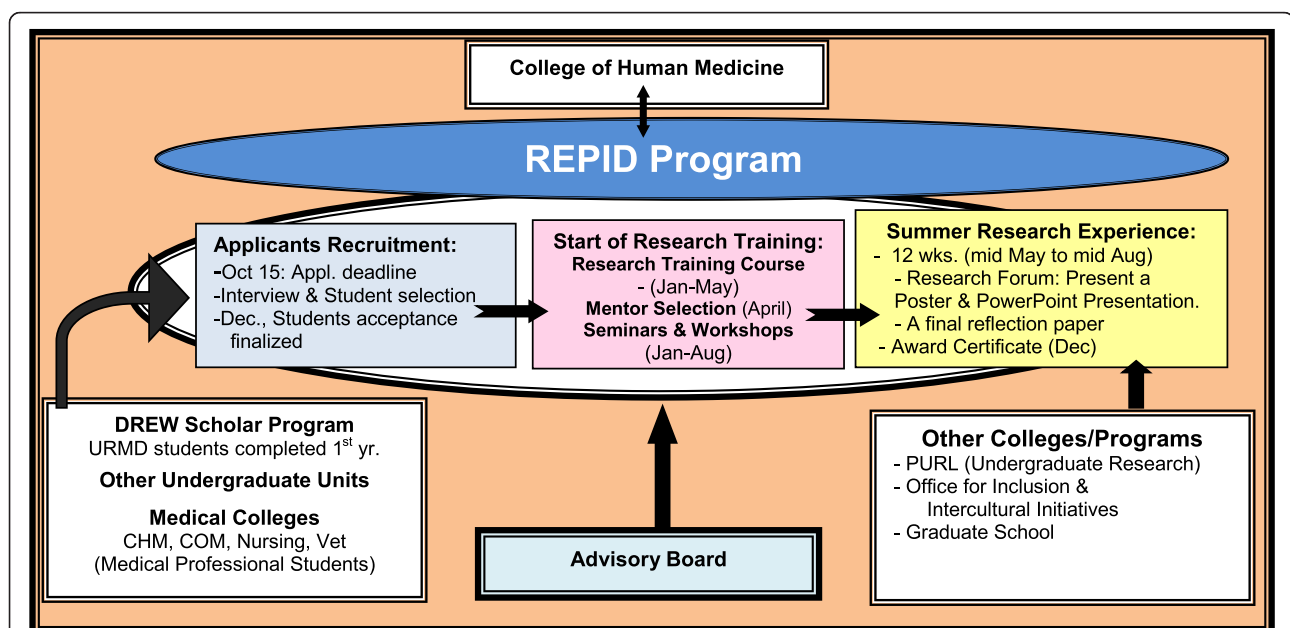 College of Human Medicine
REPID Program
Applicants Recruitment:
-Oct 15: Appl. deadline
-Interview & Student selection
-Dec., Students acceptance
finalized
Start of Research Training:
Research Training Course
- (Jan-May)
Mentor Selection (April)
Seminars & Workshops
(Jan-Aug)
Summer Research Experience:
- 12 wks. (mid May to mid Aug)
- Research Forum: Present a
Poster & PowerPoint Presentation.
- A final reflection paper
- Award Certificate (Dec)
DREW Scholar Program
URMD students completed 1st yr.
Other Undergraduate Units
Medical Colleges
CHM, COM, Nursing, Vet
(Medical Professional Students)
Advisory Board
Other Colleges/Programs
- PURL (Undergraduate Research)
- Office for Inclusion &
Intercultural Initiatives
- Graduate School